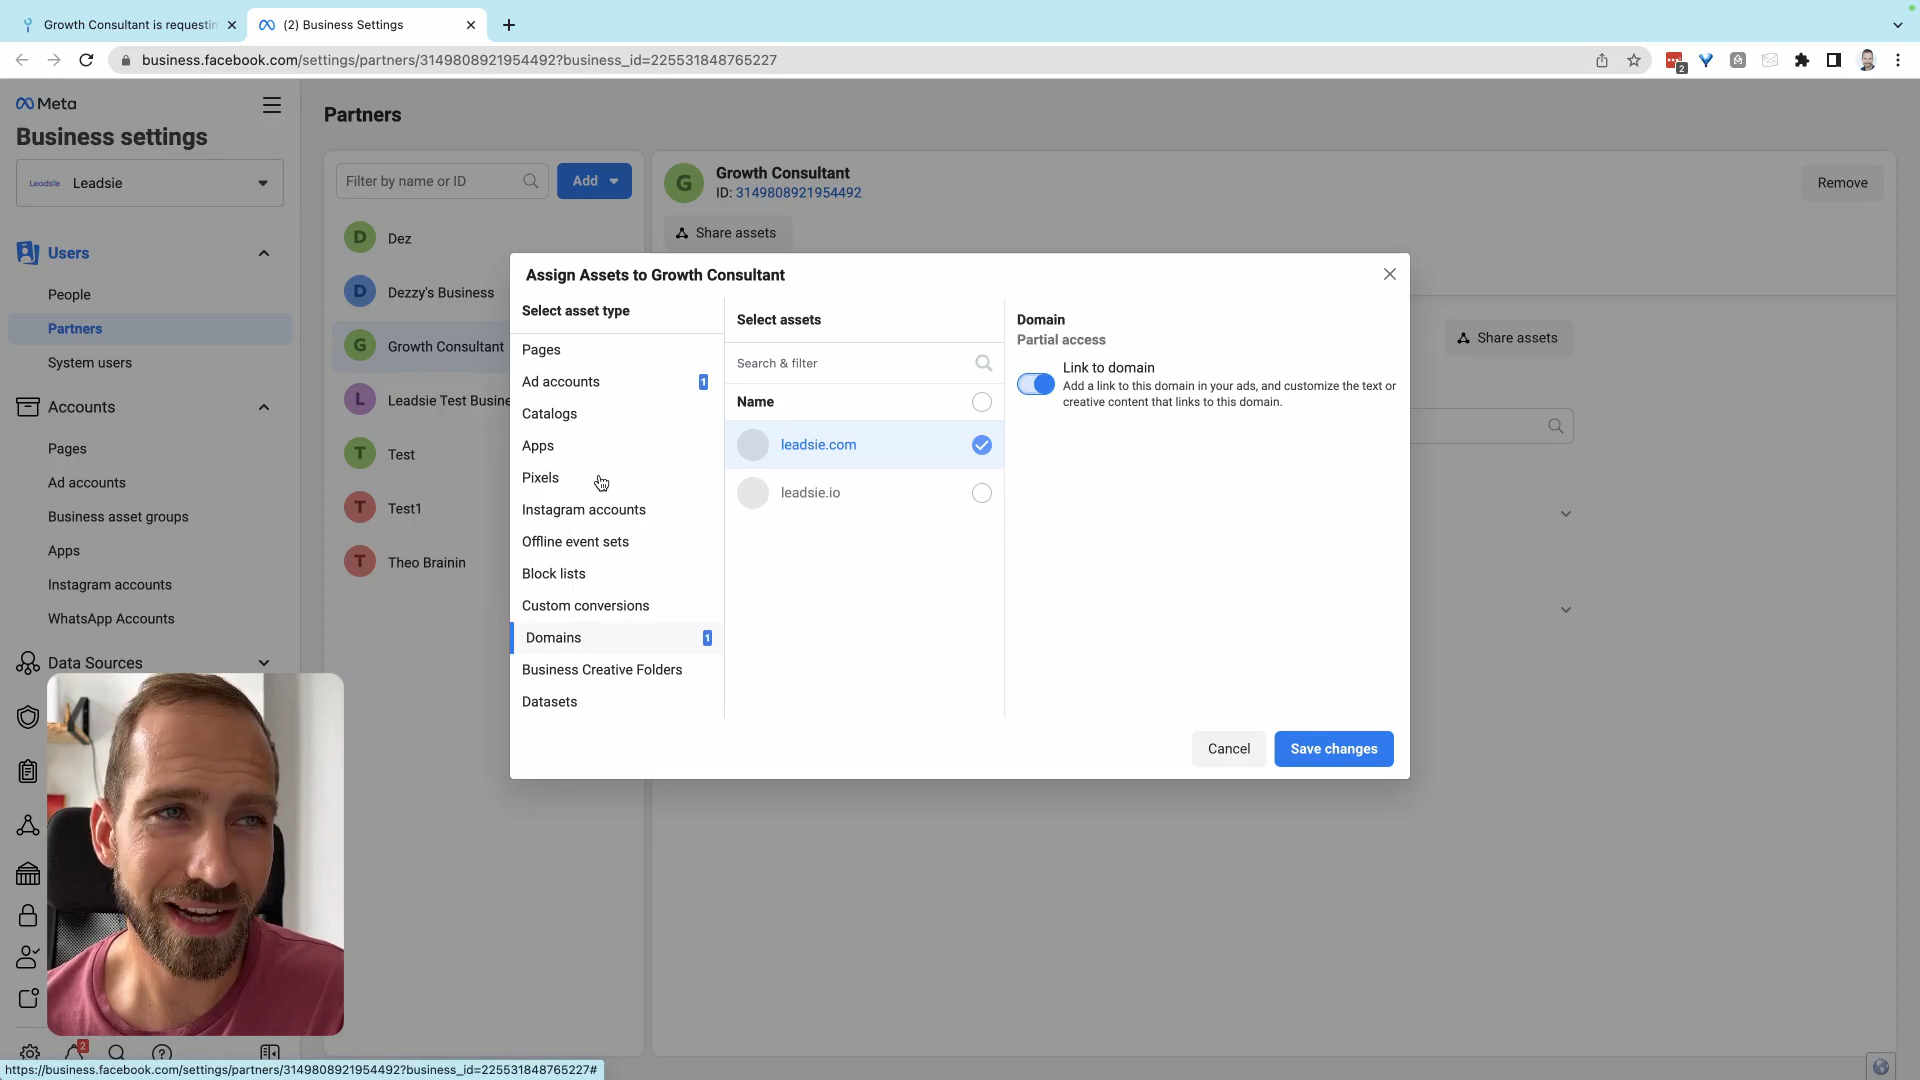 Growth Consultant is requestin
(2) Business Settings
business.facebook.com/settings/partners/3149808921954492?business_id=225531848765227
2
Meta
Business settings
Leadsie
Leadsie
Users
People
Partners
System users
Accounts
Pages
Ad accounts
Business asset groups
Apps
Instagram accounts
WhatsApp Accounts
Data Sources
2
Partners
Filter by name or ID
Add
D
Dez
D
Dezzy's Business
G
Growth Consultant
L
Leadsie Test Busine
T
Test
T
Test1
T
Theo Brainin
G
Growth Consultant
ID: 3149808921954492
Remove
Share assets
Share assets
Assign Assets to Growth Consultant
Select asset type
Pages
Ad accounts
1
Catalogs
Apps
Pixels
Instagram accounts
Offline event sets
Block lists
Custom conversions
Domains
1
Business Creative Folders
Datasets
Select assets
Search & filter
Name
leadsie.com
leadsie.io
Domain
Partial access
Link to domain
Add a link to this domain in your ads, and customize the text or
creative content that links to this domain.
Cancel
Save changes
https://business.facebook.com/settings/partners/3149808921954492?business_id=225531848765227#